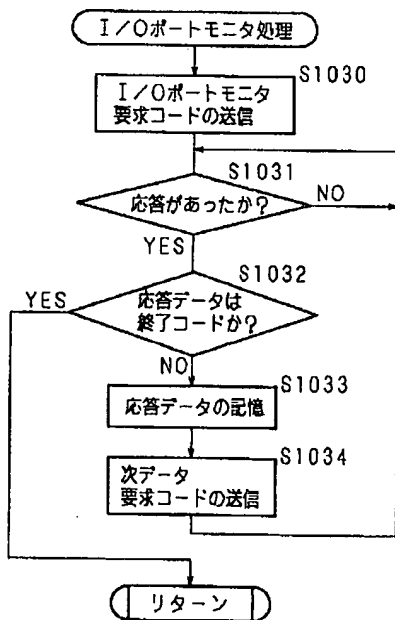 I／Oポートモニタ処理
S1030
I／Oポートモニタ
要求コードの送信
S1031
応答があったか？
NO
YES
S1032
YES
応答データは
終了コードか？
NO
S1033
応答データの記憶
S1034
次データ
要求コードの送信
リターン